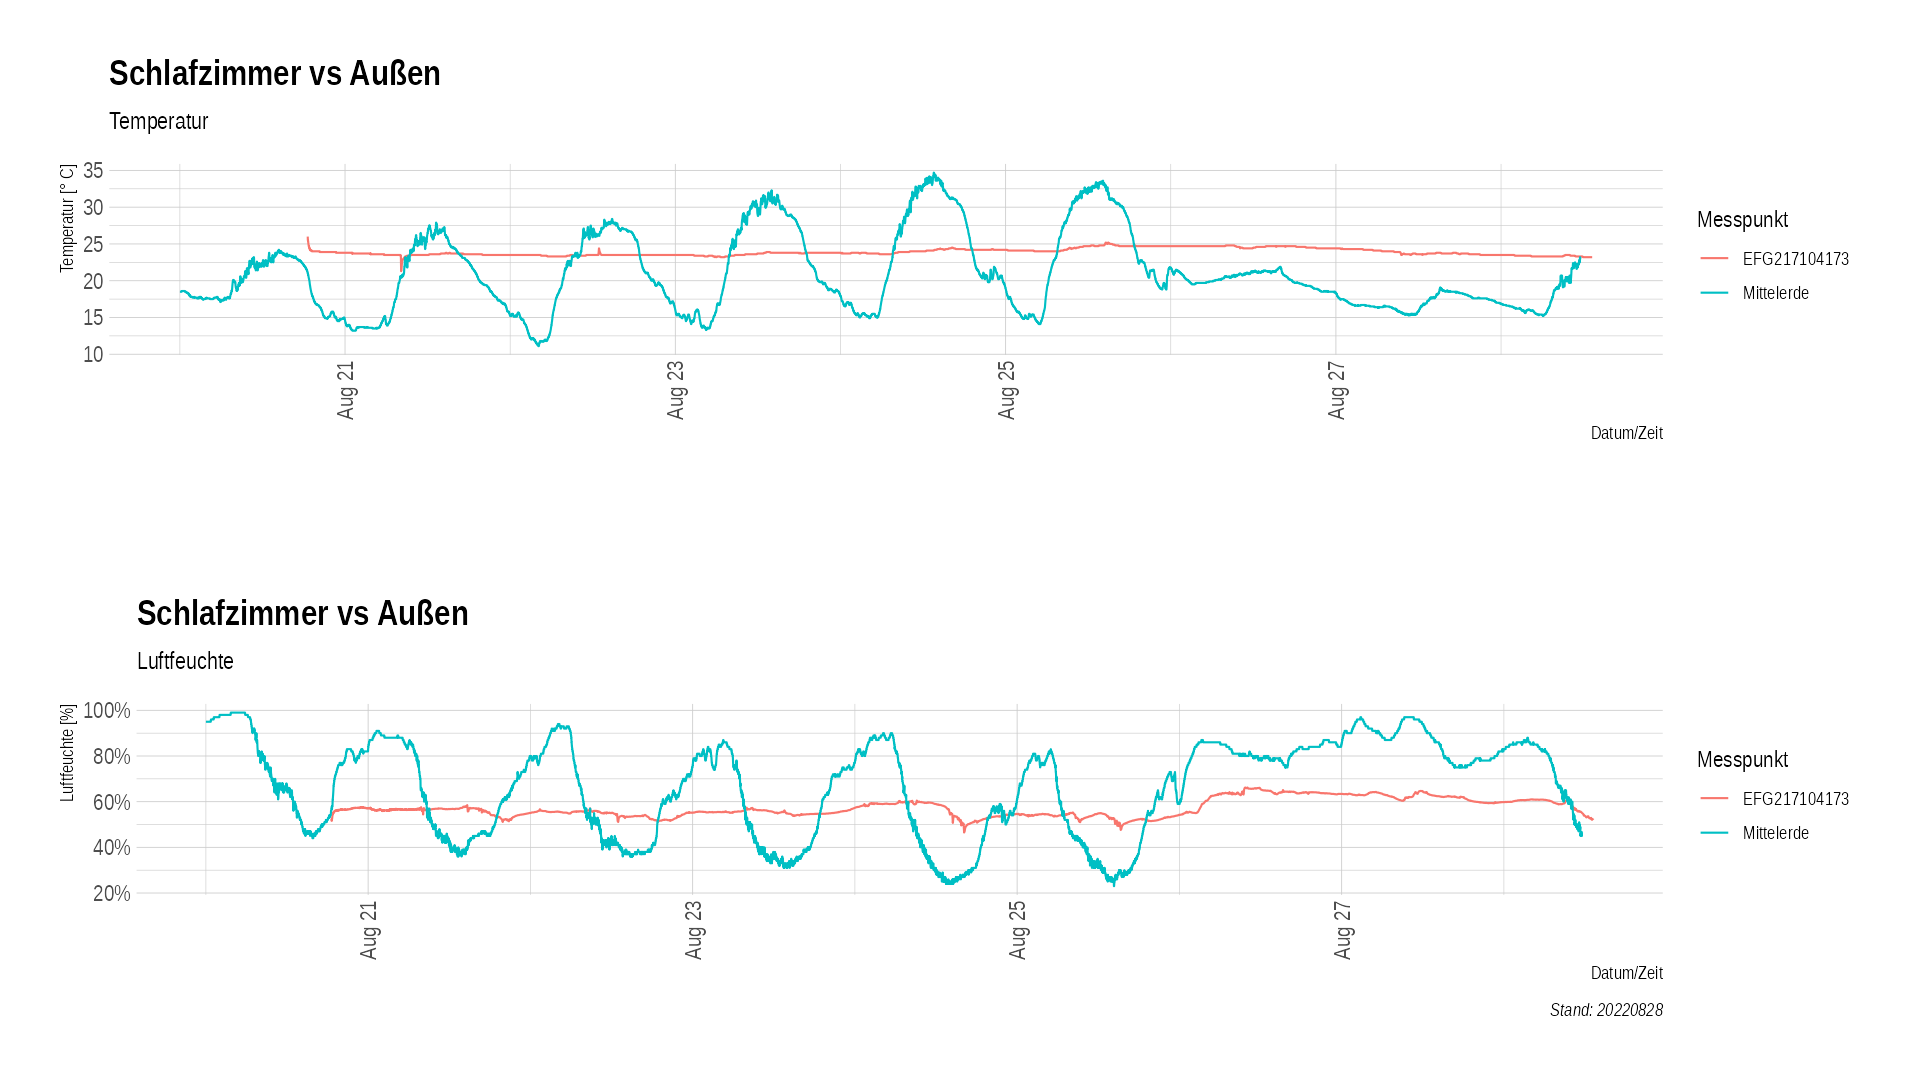 Schlafzimmer vs Außen
Temperatur
Temperatur [° C]
35
30
25
20
15
10
Aug 21
Aug 23
Aug 25
Aug 27
Datum/Zeit
Messpunkt
EFG217104173
Mittelerde
Schlafzimmer vs Außen
Luftfeuchte
Luftfeuchte [%]
100%
80%
60%
40%
20%
Aug 21
Aug 23
Aug 25
Aug 27
Datum/Zeit
Messpunkt
EFG217104173
Mittelerde
Stand: 20220828